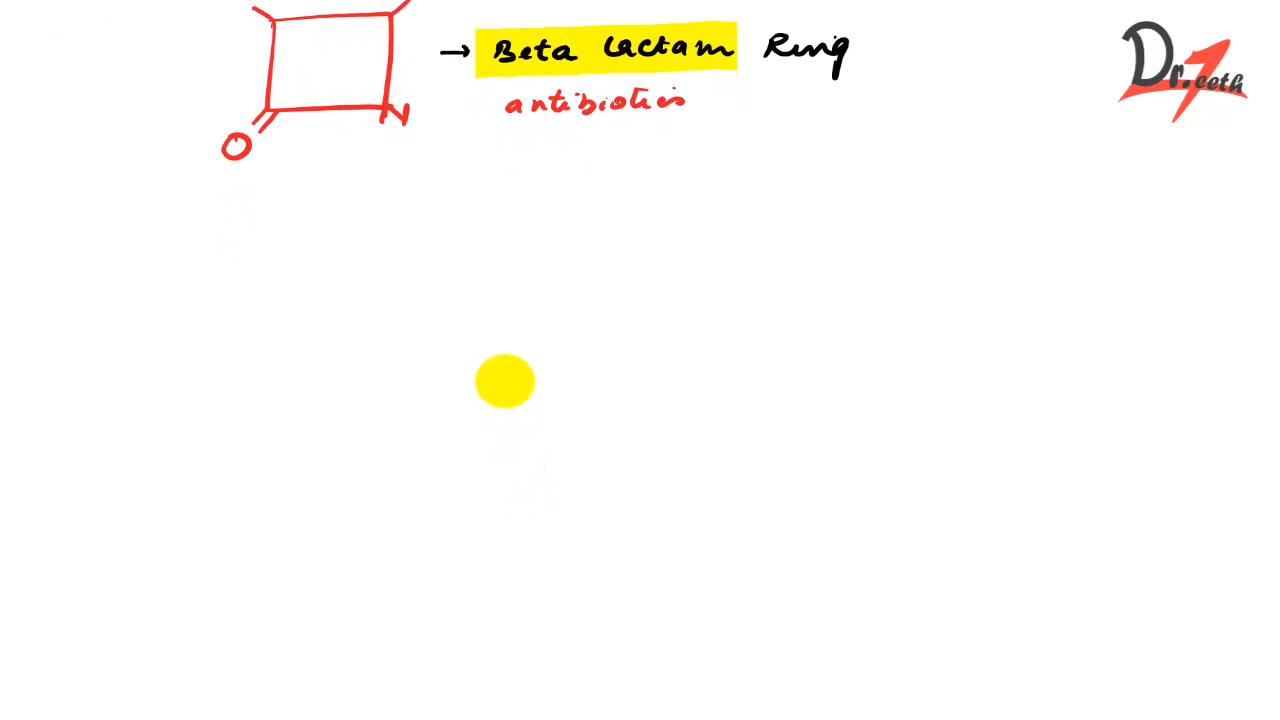 → Beta Lactam Ring
Dr.eeth
antibiotics
N
O